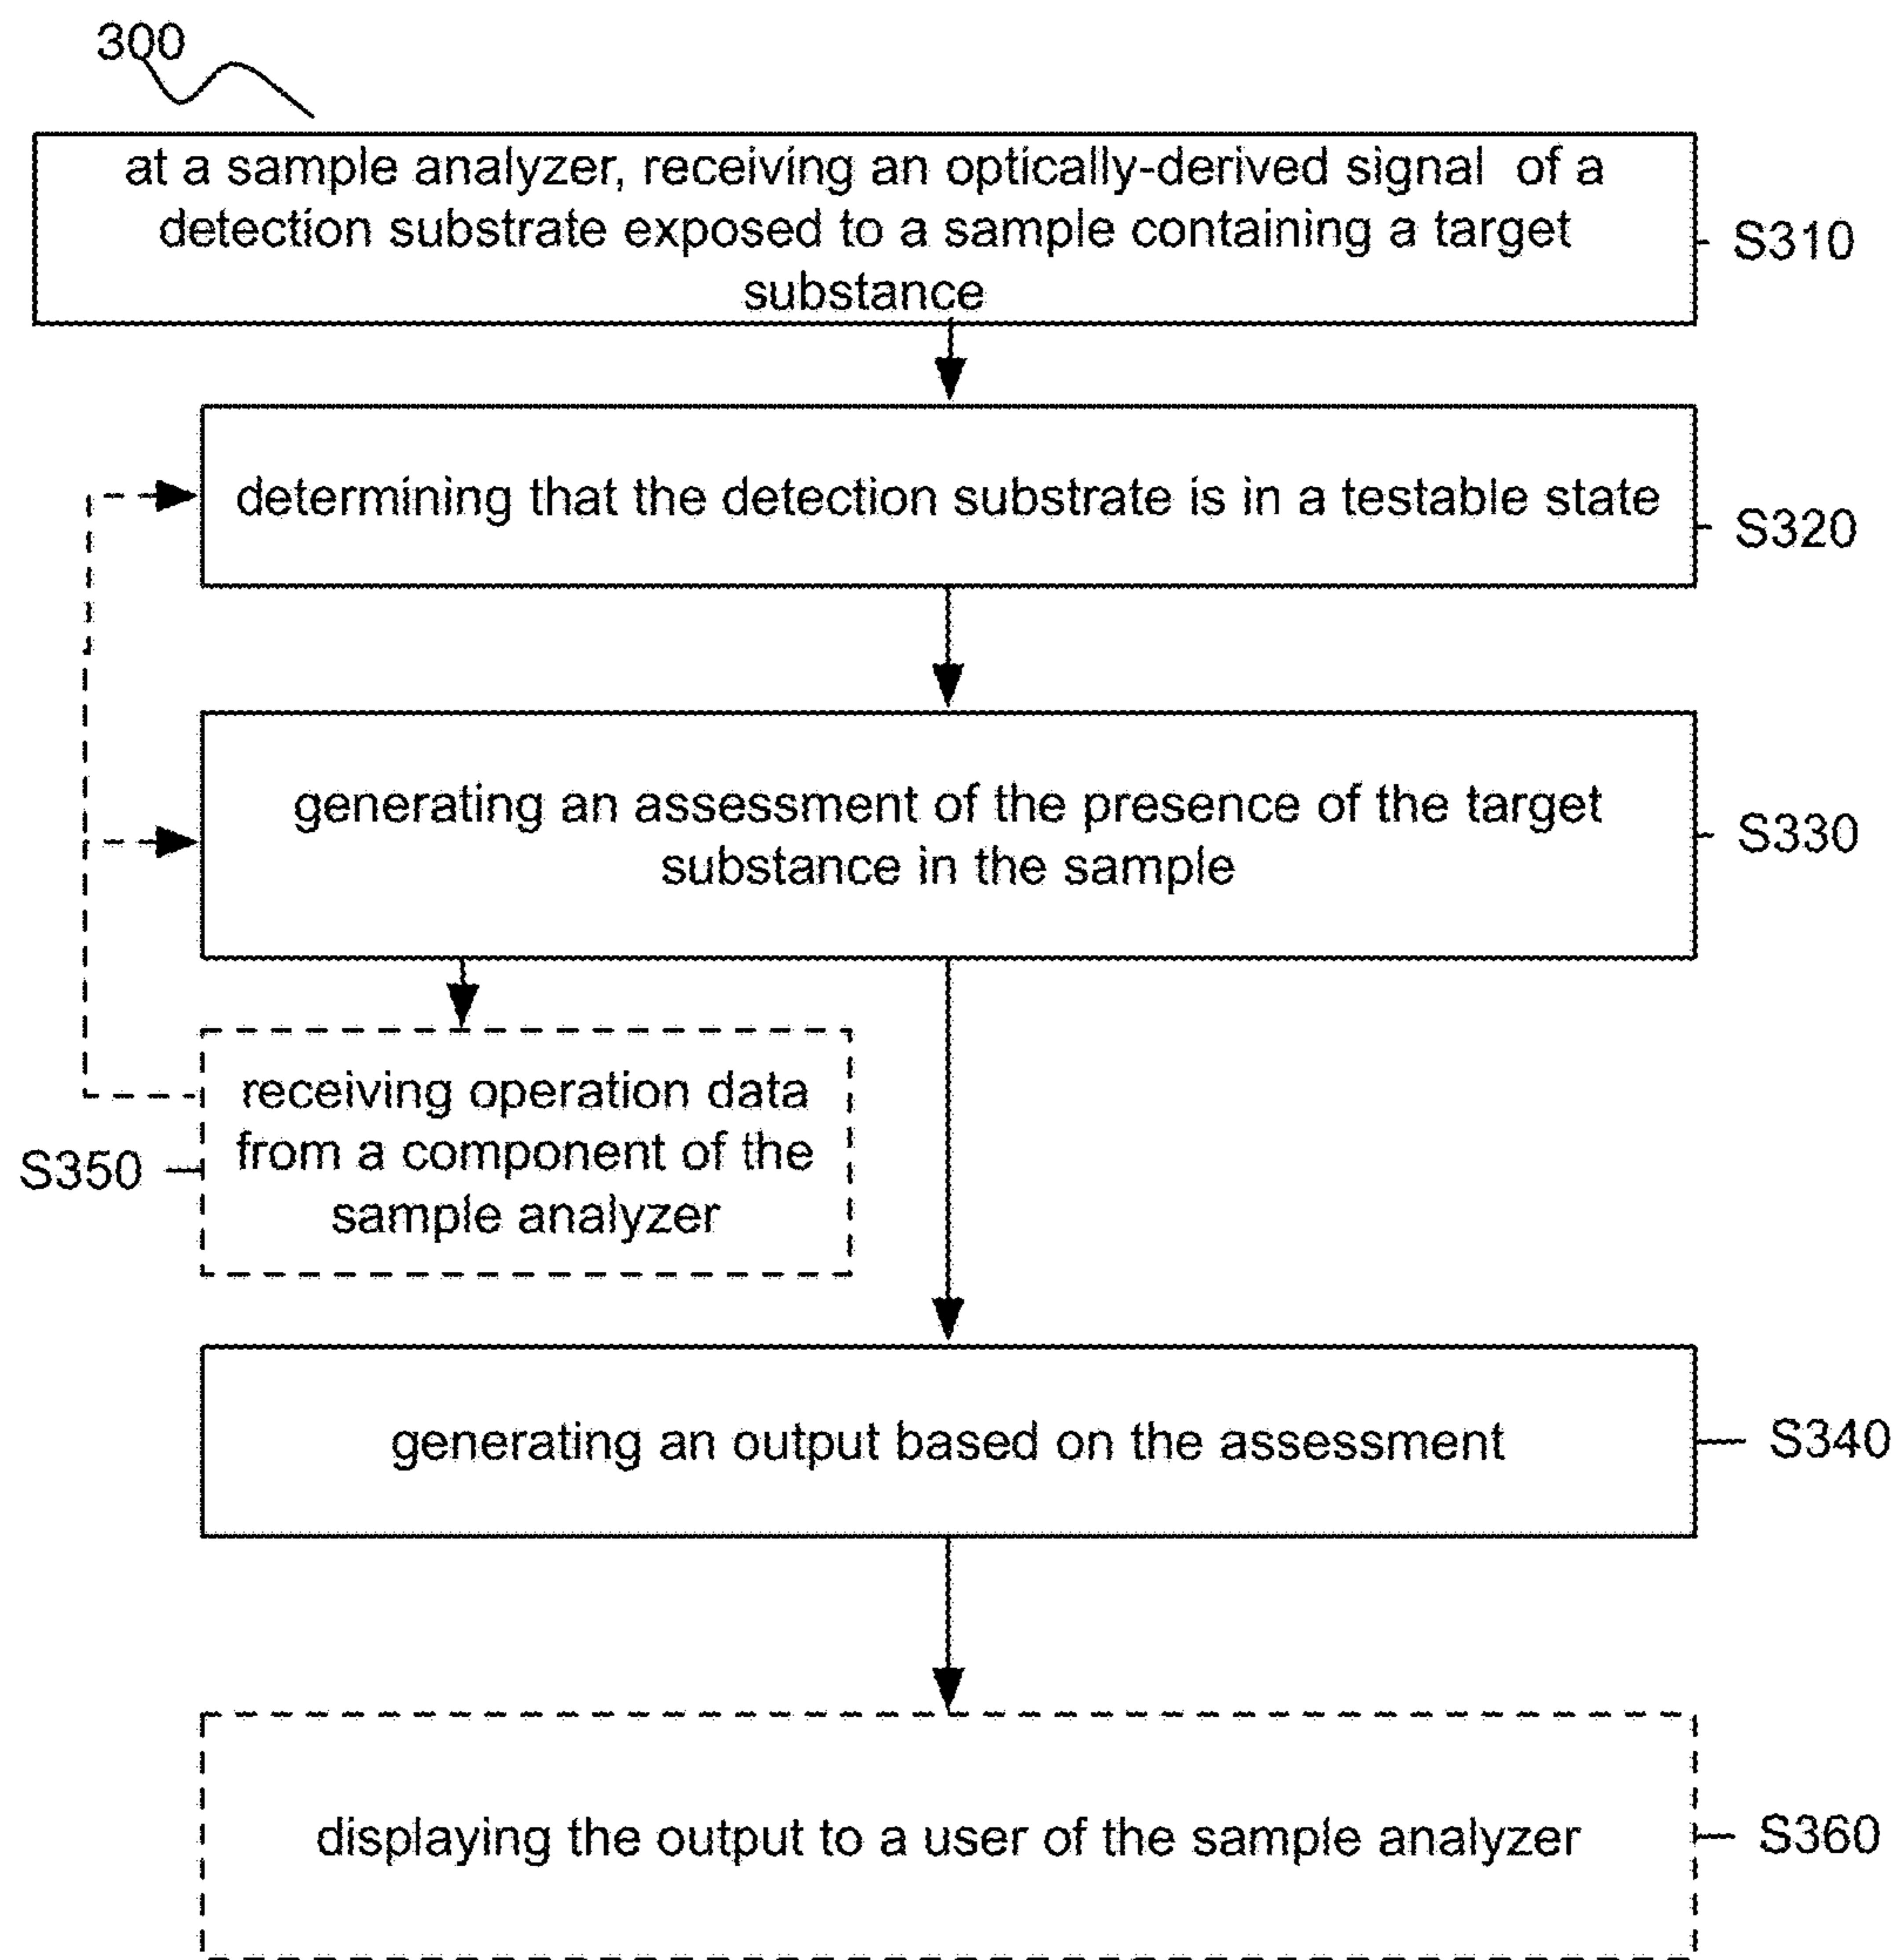 300
at a sample analyzer, receiving an optically-derived signal of a
detection substrate exposed to a sample containing a target
substance
S310
determining that the detection substrate is in a testable state
S320
generating an assessment of the presence of the target
substance in the sample
S330
receiving operation data
from a component of the
sample analyzer
S350
generating an output based on the assessment
S340
displaying the output to a user of the sample analyzer
S360